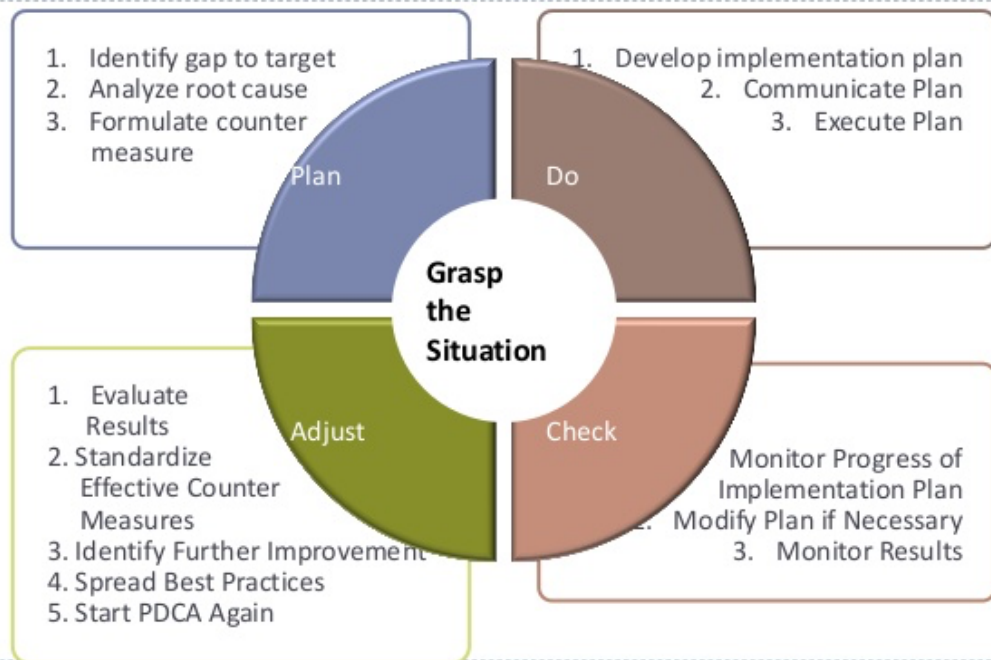 1. Identify gap to target
2. Analyze root cause
3. Formulate counter
measure
Plan
1. Develop implementation plan
2. Communicate Plan
3. Execute Plan
Do
Grasp
the
Situation
1. Evaluate
Results
2. Standardize
Effective Counter
Measures
3. Identify Further Improvement
4. Spread Best Practices
5. Start PDCA Again
Adjust
Check
Monitor Progress of
Implementation Plan
2. Modify Plan if Necessary
3. Monitor Results